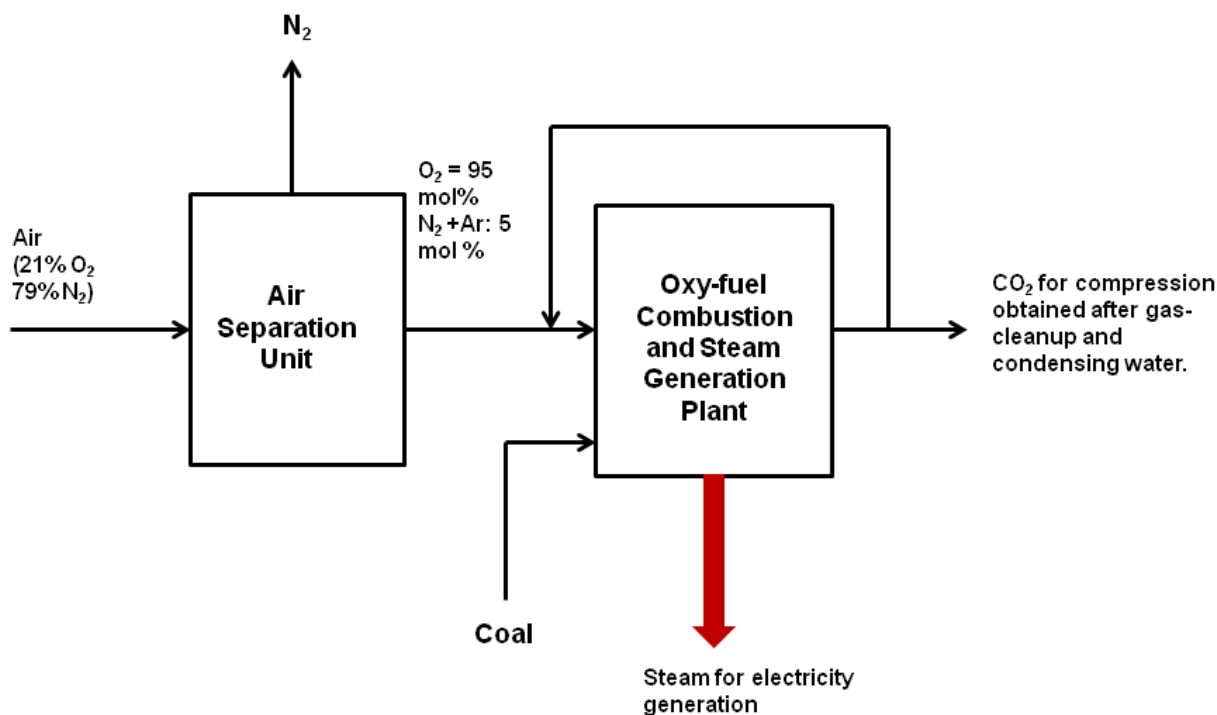 N₂
O₂ = 95
mol%
N₂ +Ar: 5
mol %
Air
(21% O₂
79% N₂)
Air
Separation
Unit
Oxy-fuel
Combustion
and Steam
Generation
Plant
CO₂ for compression
obtained after gas-
cleanup and
condensing water.
Coal
Steam for electricity
generation